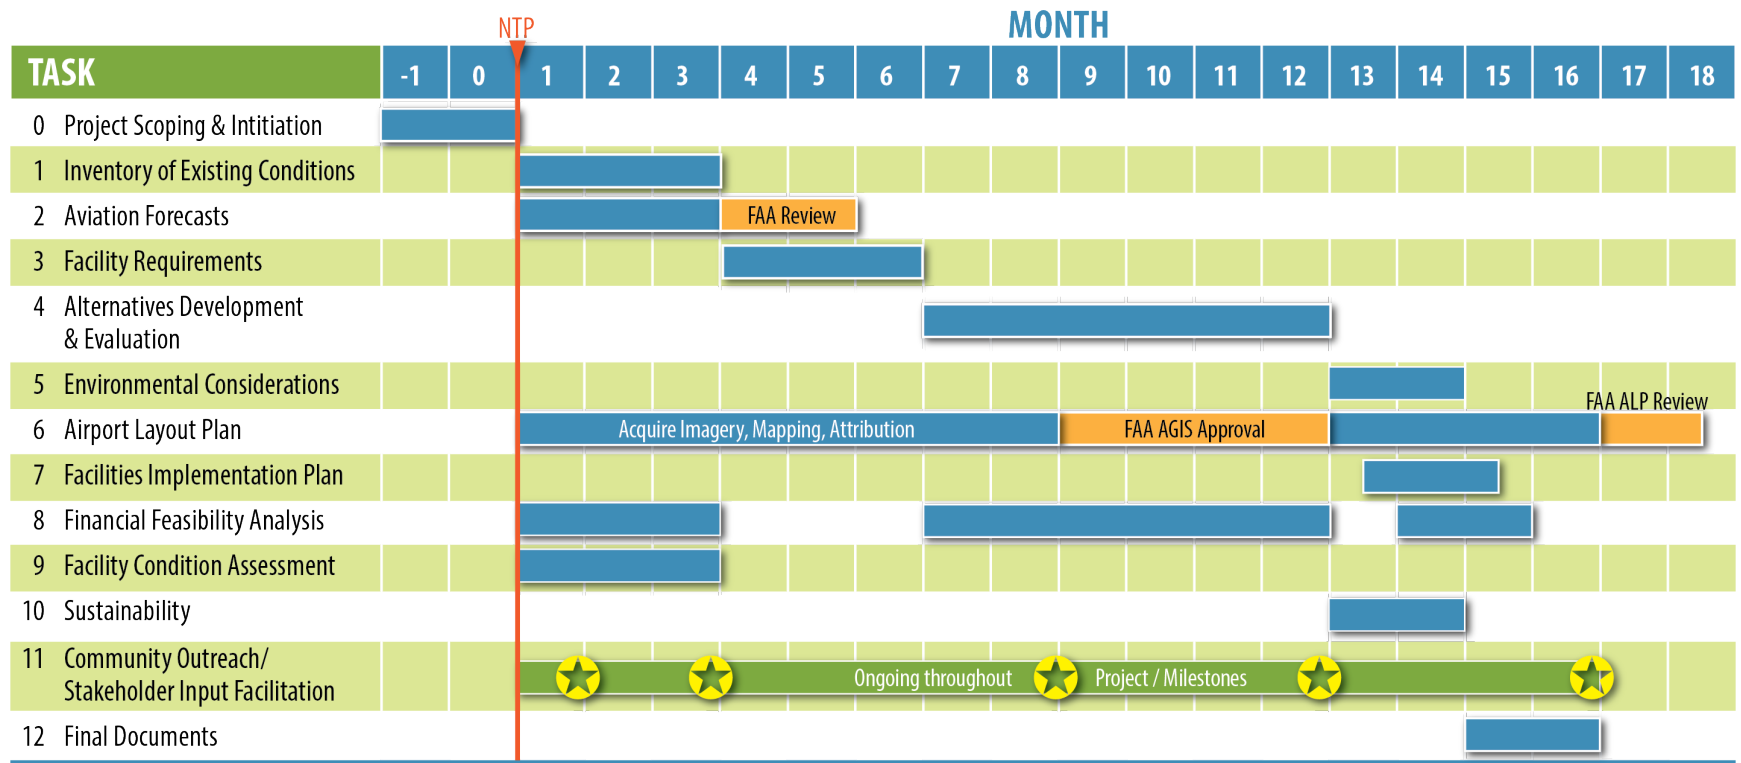 NTP
MONTH
TASK -1 0 1 2 3 4 5 6 7 8 9 10 11 12 13 14 15 16 17 18
0 Project Scoping & Intitiation
1 Inventory of Existing Conditions
2 Aviation Forecasts FAA Review
3 Facility Requirements
4 Alternatives Development
& Evaluation
5 Environmental Considerations
FAA ALP Review
6 Airport Layout Plan Acquire Imagery, Mapping, Attribution FAA AGIS Approval
7 Facilities Implementation Plan
8 Financial Feasibility Analysis
9 Facility Condition Assessment
10 Sustainability
11 Community Outreach/
Stakeholder Input Facilitation
Ongoing throughout Project / Milestones
12 Final Documents